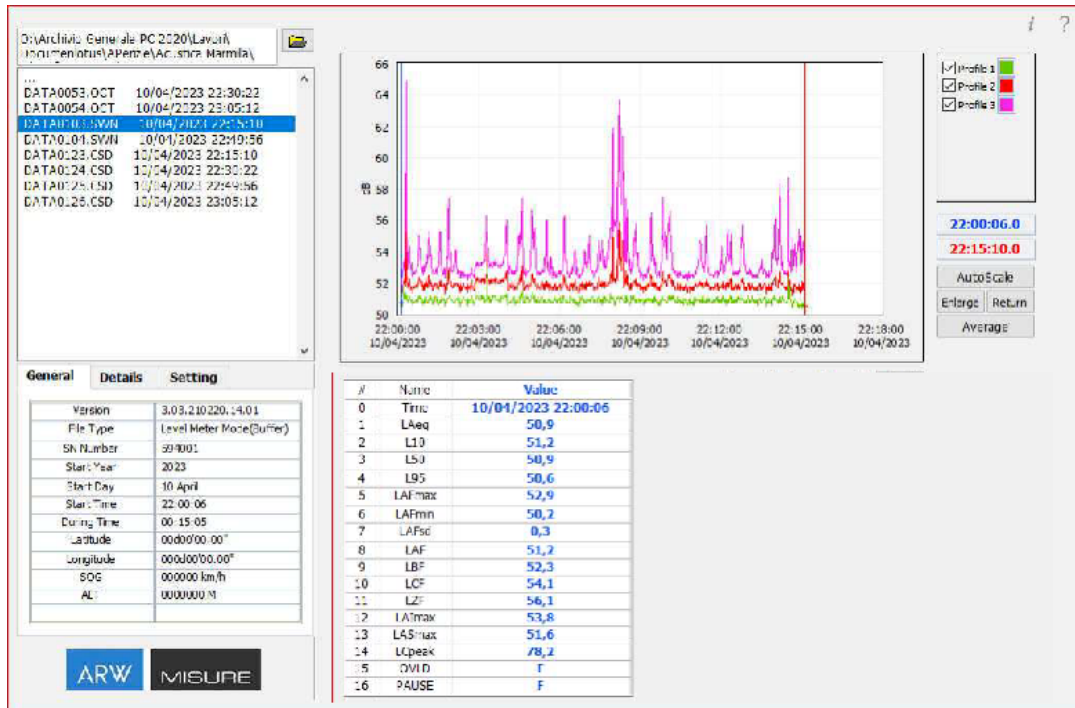 i ?
D:\Archivio Generale PC 2020\Lavori\
...
DATA0053.OCT 10/04/2023 22:30:22
DATA0054.OCT 10/04/2023 23:05:12
DATA0103.SWN 10/04/2023 22:15:10
DATA0104.SWN 10/04/2023 22:49:56
DATA0123.CSD 10/04/2023 22:15:10
DATA0124.CSD 10/04/2023 22:30:22
DATA0125.CSD 10/04/2023 22:49:56
DATA0126.CSD 10/04/2023 23:05:12
66
64
62
60
dB 58
56
54
52
50
22:00:00 22:03:00 22:06:00 22:09:00 22:12:00 22:15:00 22:18:00
10/04/2023 10/04/2023 10/04/2023 10/04/2023 10/04/2023 10/04/2023 10/04/2023
Profile 1
Profile 2
Profile 3
22:00:06.0
22:15:10.0
AutoScale
Enlarge Return
Average
General Details Setting
Version 3.03.210220.14.01
File Type Level Meter Mode(Buffer)
SN Number 594001
Start Year 2023
Start Day 10 April
Start Time 22:00:06
During Time 00:15:05
Latitude 00d00'00.00"
Longitude 000d00'00.00"
SOG 000000 km/h
ALT 0000000 M
ARW MISURE
# Name Value
0 Time 10/04/2023 22:00:06
1 LAeq 50,9
2 L10 51,2
3 L50 50,9
4 L95 50,6
5 LAFmax 52,9
6 LAFmin 50,2
7 LAFsd 0,3
8 LAF 51,2
9 LBF 52,3
10 LCF 54,1
11 LZF 56,1
12 LAImax 53,8
13 LASmax 51,6
14 LCpeak 78,2
15 OVLD F
16 PAUSE F